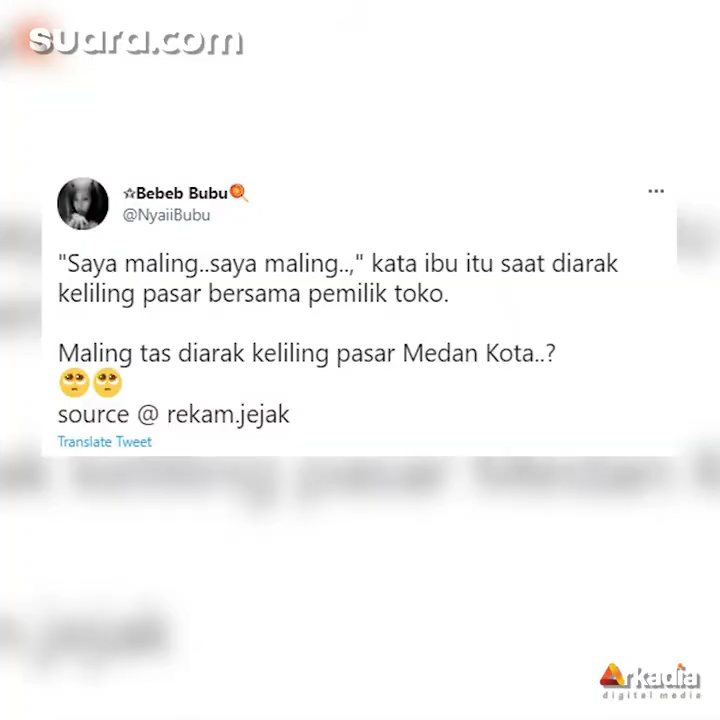 suara.com
☆Bebeb Bubu
@NyaiiBubu
"Saya maling..saya maling..," kata ibu itu saat diarak
keliling pasar bersama pemilik toko.
Maling tas diarak keliling pasar Medan Kota..?
🥺🥺
source @ rekam.jejak
Translate Tweet
Arkadia
digital media